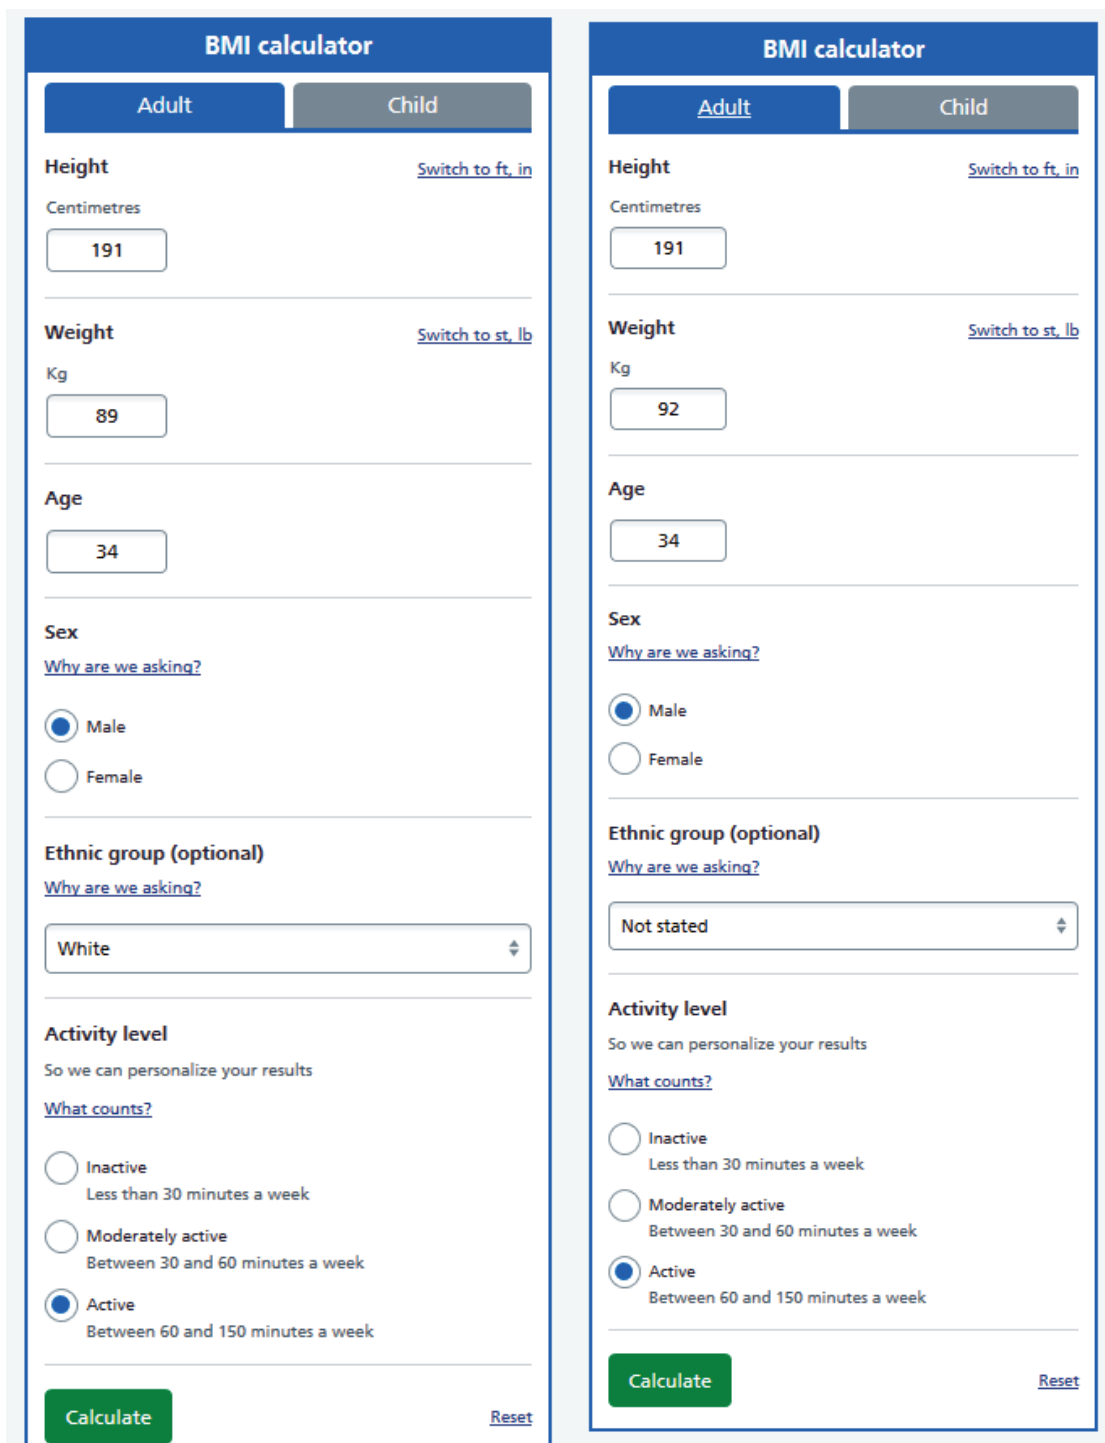 BMI calculator
Adult Child
Height Switch to ft, in
Centimetres
191
Weight Switch to st, lb
Kg
89
Age
34
Sex
Why are we asking?
Male
Female
Ethnic group (optional)
Why are we asking?
White
Activity level
So we can personalize your results
What counts?
Inactive
Less than 30 minutes a week
Moderately active
Between 30 and 60 minutes a week
Active
Between 60 and 150 minutes a week
Calculate Reset
BMI calculator
Adult Child
Height Switch to ft, in
Centimetres
191
Weight Switch to st, lb
Kg
92
Age
34
Sex
Why are we asking?
Male
Female
Ethnic group (optional)
Why are we asking?
Not stated
Activity level
So we can personalize your results
What counts?
Inactive
Less than 30 minutes a week
Moderately active
Between 30 and 60 minutes a week
Active
Between 60 and 150 minutes a week
Calculate Reset